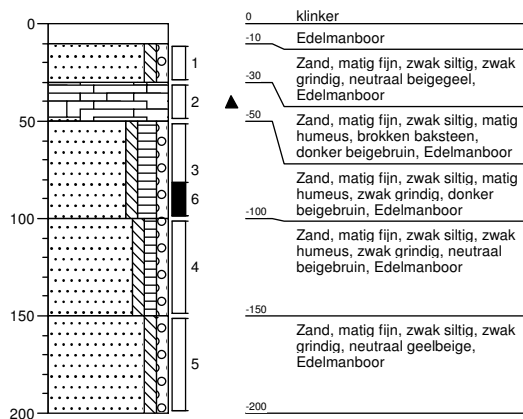 0
50
100
150
200
1
2
3
6
4
5
0 klinker
-10
Edelmanboor
-30
Zand, matig fijn, zwak siltig, zwak
grindig, neutraal beigegeel,
Edelmanboor
-50
Zand, matig fijn, zwak siltig, matig
humeus, brokken baksteen,
donker beigebruin, Edelmanboor
Zand, matig fijn, zwak siltig, matig
humeus, zwak grindig, donker
beigebruin, Edelmanboor
-100
Zand, matig fijn, zwak siltig, zwak
humeus, zwak grindig, neutraal
beigebruin, Edelmanboor
-150
Zand, matig fijn, zwak siltig, zwak
grindig, neutraal geelbeige,
Edelmanboor
-200